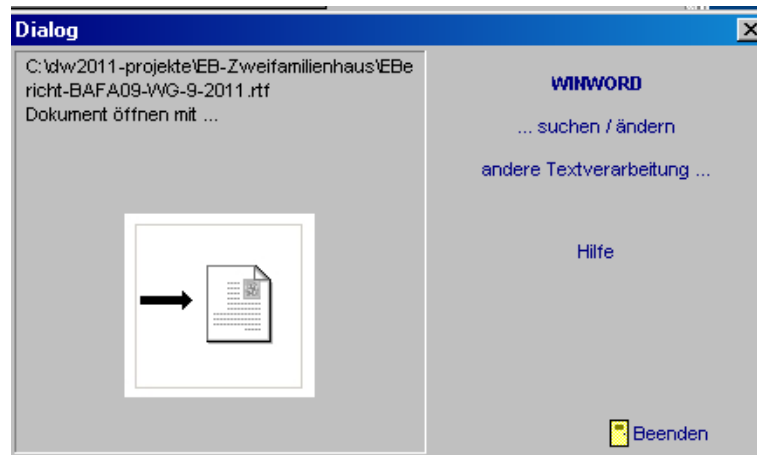 Dialog
C:\dw2011-projekte\EB-Zweifamilienhaus\EBe
richt-BAFA09-WG-9-2011.rtf
Dokument öffnen mit ...
WINWORD
... suchen / ändern
andere Textverarbeitung ...
Hilfe
Beenden